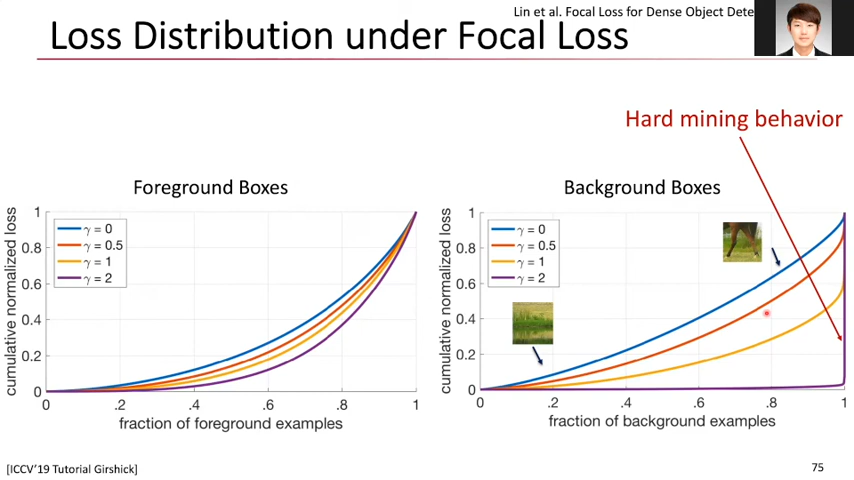 Lin et al. Focal Loss for Dense Object Dete
Loss Distribution under Focal Loss
Hard mining behavior
Foreground Boxes
cumulative normalized loss
1
0.8
0.6
0.4
0.2
0
γ = 0
γ = 0.5
γ = 1
γ = 2
0 .2 .4 .6 .8 1
fraction of foreground examples
Background Boxes
cumulative normalized loss
1
0.8
0.6
0.4
0.2
0
γ = 0
γ = 0.5
γ = 1
γ = 2
0 .2 .4 .6 .8 1
fraction of background examples
[ICCV'19 Tutorial Girshick]
75